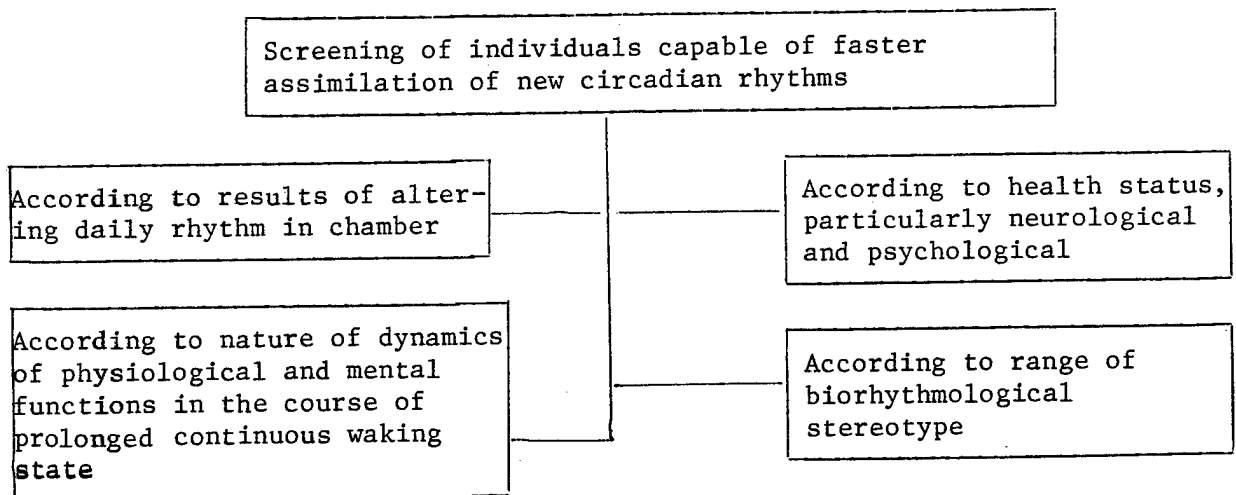 Screening of individuals capable of faster
assimilation of new circadian rhythms
According to results of alter-
ing daily rhythm in chamber
According to health status,
particularly neurological
and psychological
According to nature of dynamics
of physiological and mental
functions in the course of
prolonged continuous waking
state
According to range of
biorhythmological
stereotype